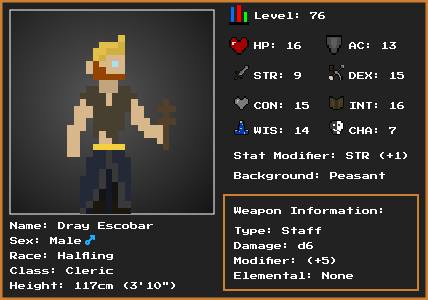 Level: 76
HP: 16
AC: 13
STR: 9
DEX: 15
CON: 15
INT: 16
WIS: 14
CHA: 7
Stat Modifier: STR (+1)
Background: Peasant
Weapon Information:
Type: Staff
Damage: d6
Modifier: (+5)
Elemental: None
Name: Dray Escobar
Sex: Male♂
Race: Halfling
Class: Cleric
Height: 117cm (3'10")